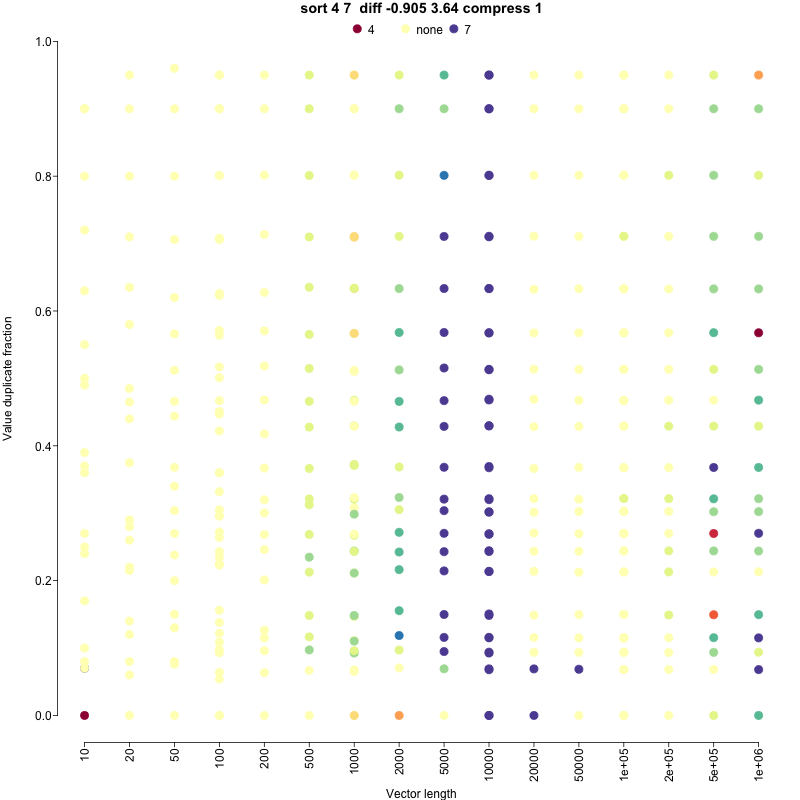 sort 4 7 diff -0.905 3.64 compress 1
4 none 7
1.0
0.8
0.6
0.4
0.2
0.0
Value duplicate fraction
10 20 50 100 200 500 1000 2000 5000 10000 20000 50000 1e+05 2e+05 5e+05 1e+06
Vector length